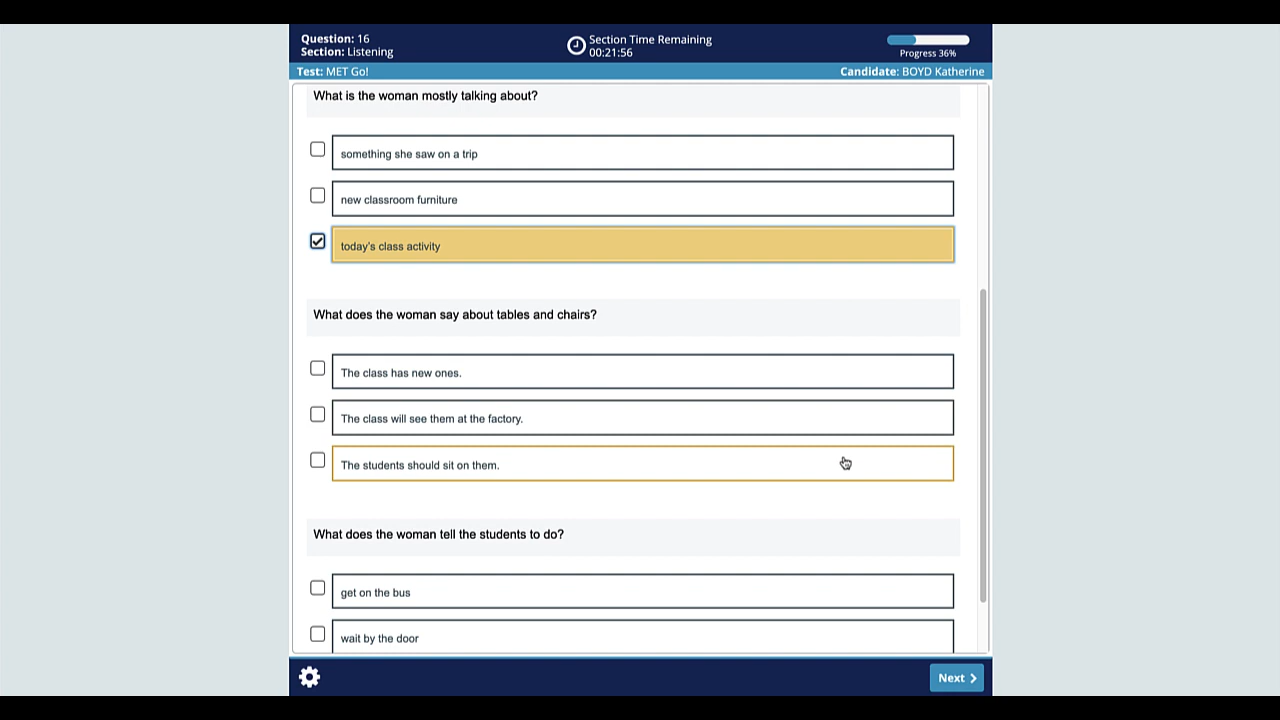 Question: 16
Section: Listening
Section Time Remaining
00:21:56
Progress 36%
Test: MET Go!
Candidate: BOYD Katherine
What is the woman mostly talking about?
something she saw on a trip
new classroom furniture
today's class activity
What does the woman say about tables and chairs?
The class has new ones.
The class will see them at the factory.
The students should sit on them.
What does the woman tell the students to do?
get on the bus
wait by the door
Next